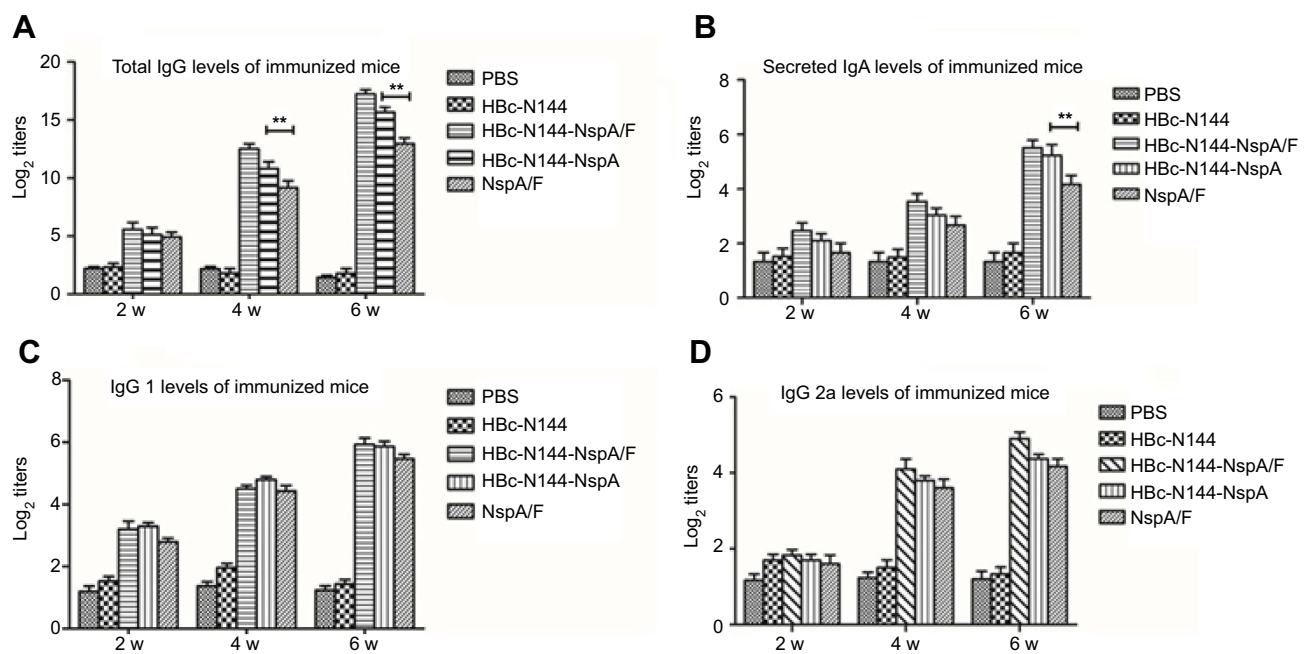 A
Total IgG levels of immunized mice
Log2 titers
20
15
10
5
0
2 w
4 w
6 w
**
**
PBS
HBc-N144
HBc-N144-NspA/F
HBc-N144-NspA
NspA/F
B
Secreted IgA levels of immunized mice
Log2 titers
8
6
4
2
0
2 w
4 w
6 w
**
PBS
HBc-N144
HBc-N144-NspA/F
HBc-N144-NspA
NspA/F
C
IgG 1 levels of immunized mice
Log2 titers
8
6
4
2
0
2 w
4 w
6 w
PBS
HBc-N144
HBc-N144-NspA/F
HBc-N144-NspA
NspA/F
D
IgG 2a levels of immunized mice
Log2 titers
6
4
2
0
2 w
4 w
6 w
PBS
HBc-N144
HBc-N144-NspA/F
HBc-N144-NspA
NspA/F